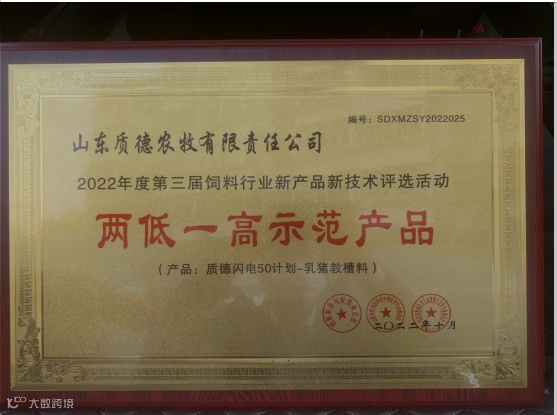 编号：SDXMZSY2022025
山东质德农牧有限责任公司
2022年度第三届饲料行业新产品新技术评选活动
两低一高示范产品
（产品：质德闪电50计划-乳猪教槽料）
二〇二二年十月
大数跨境